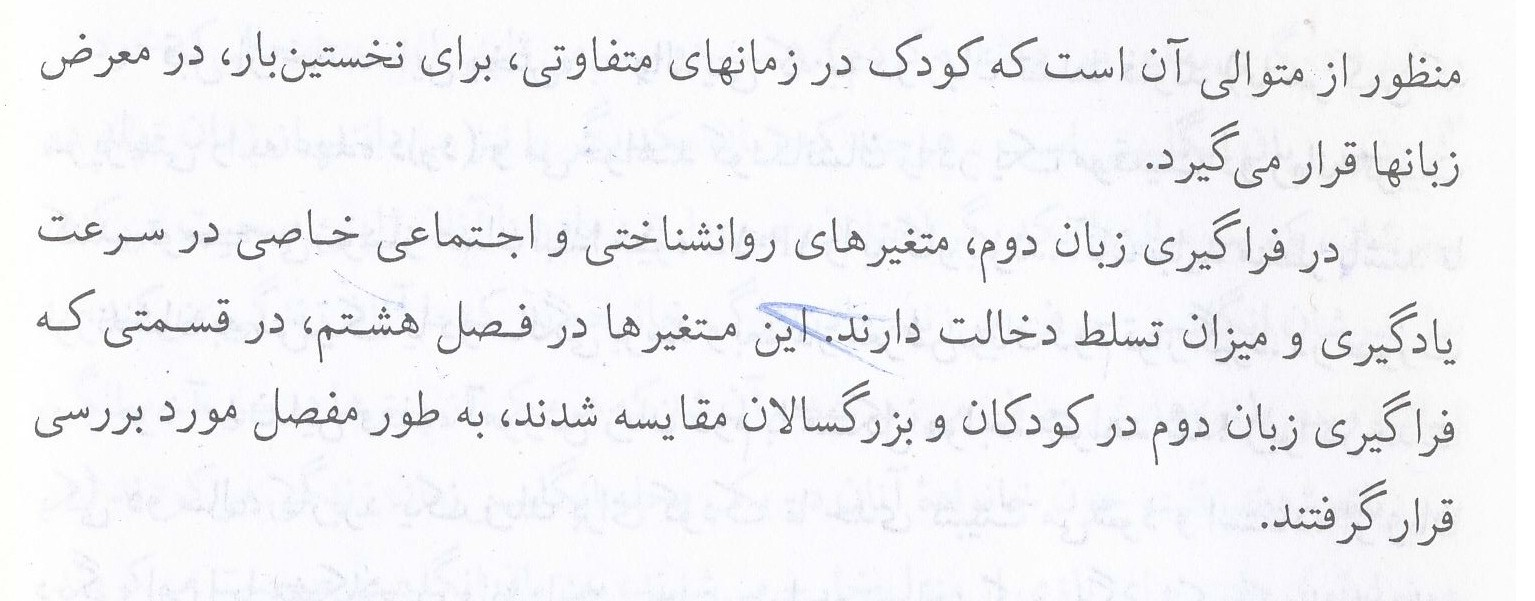 منظور از متوالی آن است که کودک در زمانهای متفاوتی، برای نخستین‌بار، در معرض
زبانها قرار می‌گیرد.
در فراگیری زبان دوم، متغیرهای روانشناختی و اجتماعی خاصی در سرعت
یادگیری و میزان تسلط دخالت دارند. این متغیرها در فصل هشتم، در قسمتی که
فراگیری زبان دوم در کودکان و بزرگسالان مقایسه شدند، به طور مفصل مورد بررسی
قرار گرفتند.